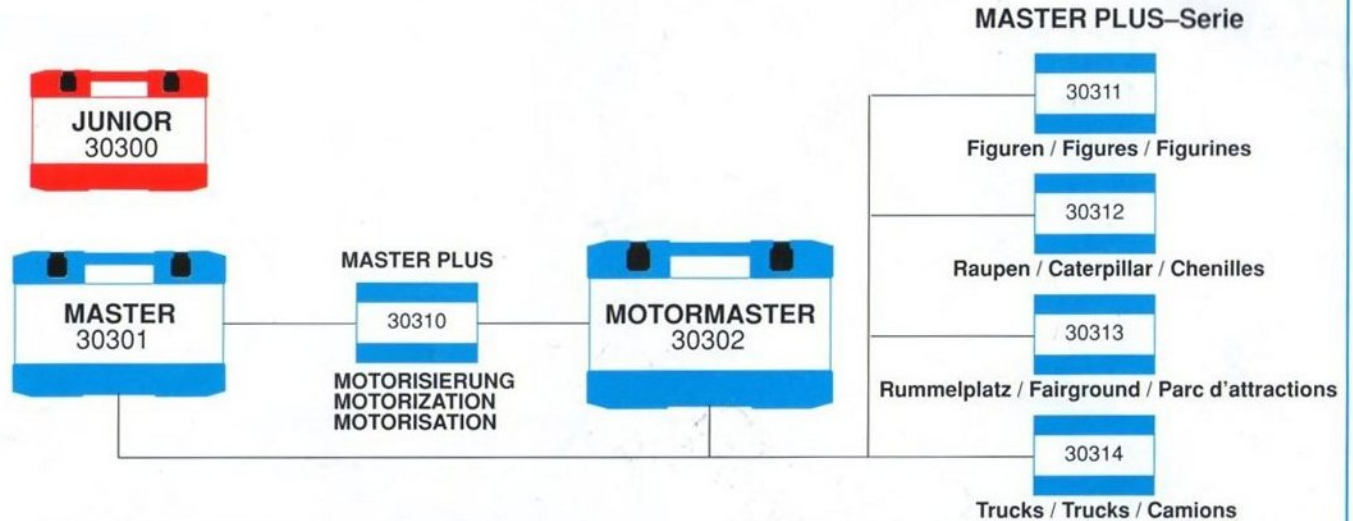 MASTER PLUS–Serie
JUNIOR
30300
30311
Figuren / Figures / Figurines
30312
Raupen / Caterpillar / Chenilles
MASTER
30301
MASTER PLUS
30310
MOTORISIERUNG
MOTORIZATION
MOTORISATION
MOTORMASTER
30302
30313
Rummelplatz / Fairground / Parc d'attractions
30314
Trucks / Trucks / Camions